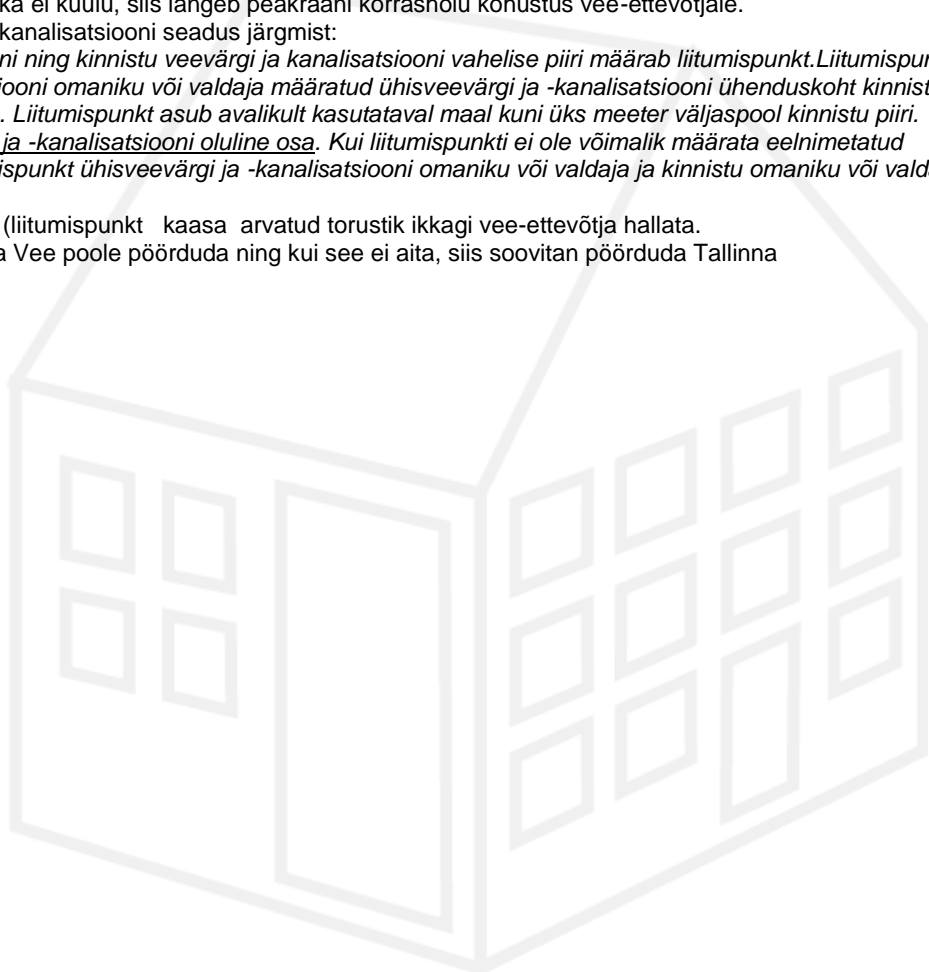 ka ei kuulu, siis langeb peakraani korrashoiu kohustus vee-ettevõtjale.
kanalisatsiooni seadus järgmist:
ni ning kinnistu veevärgi ja kanalisatsiooni vahelise piiri määrab liitumispunkt.Liitumispun
iooni omaniku või valdaja määratud ühisveevärgi ja -kanalisatsiooni ühenduskoht kinnist
. Liitumispunkt asub avalikult kasutataval maal kuni üks meeter väljaspool kinnistu piiri.
ja -kanalisatsiooni oluline osa. Kui liitumispunkti ei ole võimalik määrata eelnimetatud
ispunkt ühisveevärgi ja -kanalisatsiooni omaniku või valdaja ja kinnistu omaniku või valda
(liitumispunkt kaasa arvatud torustik ikkagi vee-ettevõtja hallata.
a Vee poole pöörduda ning kui see ei aita, siis soovitan pöörduda Tallinna